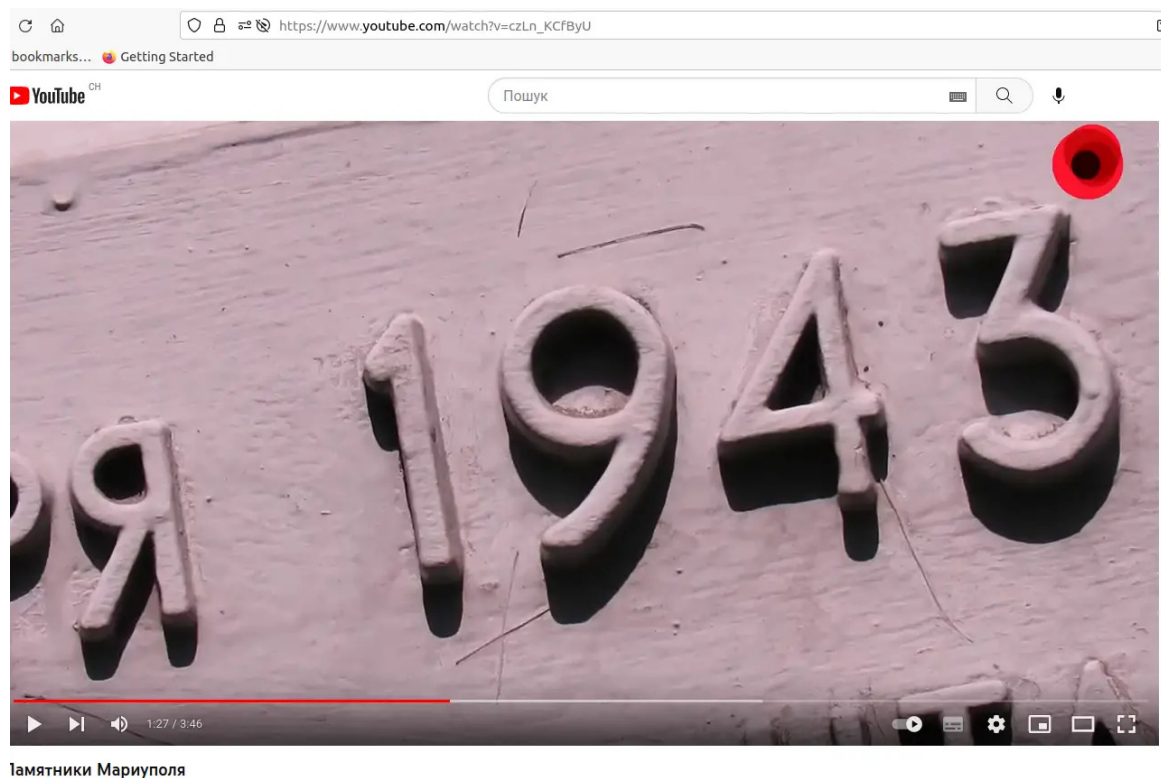 https://www.youtube.com/watch?v=czLn_KCfByU
bookmarks... Getting Started
YouTube CH
Пошук
РЯ 1943
1:27 / 3:46
Памятники Мариуполя